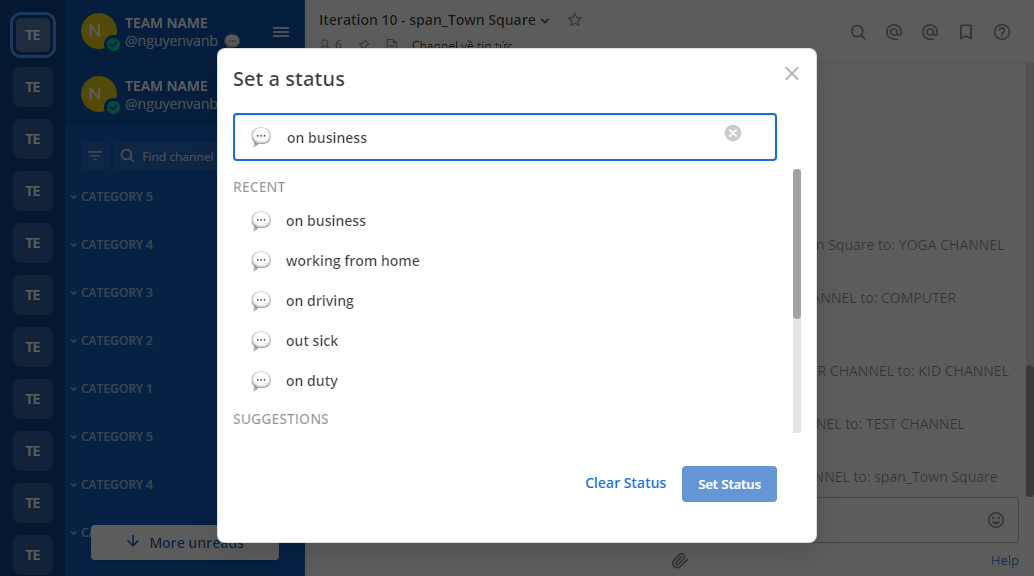 TE
TE
TE
TE
TE
TE
TE
TE
TE
TE
TE
N
TEAM NAME
@nguyenvanb
N
TEAM NAME
@nguyenvanb
Find channel
CATEGORY 5
CATEGORY 4
CATEGORY 3
CATEGORY 2
CATEGORY 1
CATEGORY 5
CATEGORY 4
More unreads
Iteration 10 - span_Town Square
6
Channel về tin tức
Set a status
on business
RECENT
on business
working from home
on driving
out sick
on duty
SUGGESTIONS
Clear Status
Set Status
n Square to: YOGA CHANNEL
ANNEL to: COMPUTER
R CHANNEL to: KID CHANNEL
NEL to: TEST CHANNEL
NNEL to: span_Town Square
Help